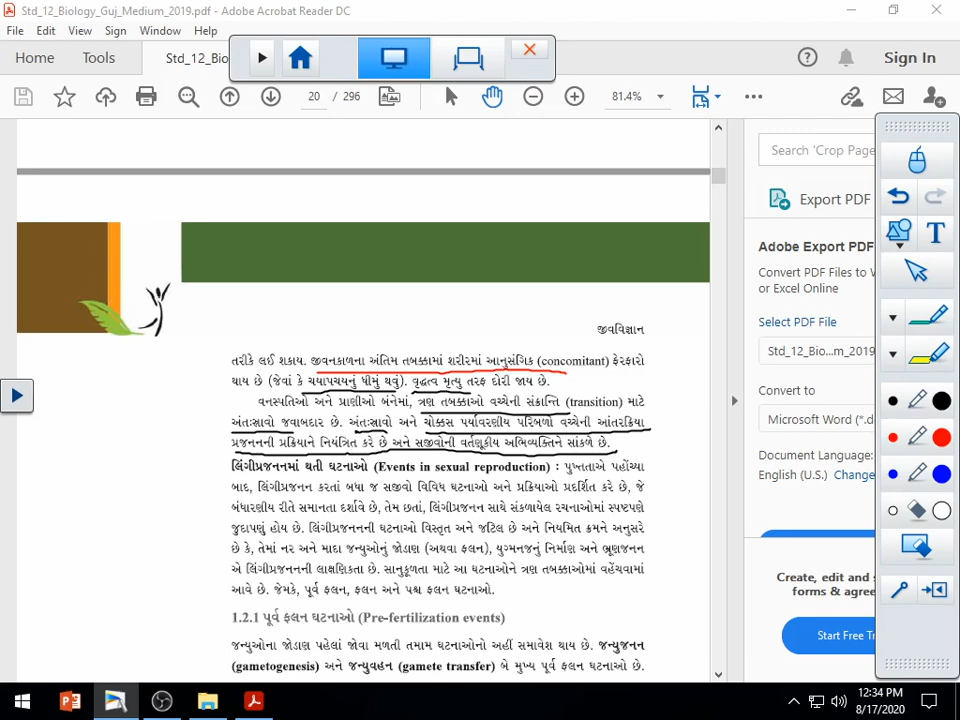 Std_12_Biology_Guj_Medium_2019.pdf - Adobe Acrobat Reader DC
File Edit View Window Help
Home Tools Std_12_Bio Sign In
20 / 296 81.4%
Search 'Crop Page
Export PDF
Adobe Export PDF
Convert PDF Files to W
or Excel Online
Select PDF File
Std_12_Bio...m_2019
Convert to
Microsoft Word (*.d
Document Language:
English (U.S.) Change
Create, edit and s
forms & agree
Start Free Tr
T
જીવવિજ્ઞાન
તરીકે લઈ શકાય. જીવનકાળના અંતિમ તબક્કામાં શરીરમાં આનુસંગિક (concomitant) ફેરફારો
થાય છે (જેવાં કે ચયાપચયનું ધીમું થવું). વૃદ્ધત્વ મૃત્યુ તરફ દોરી જાય છે.
વનસ્પતિઓ અને પ્રાણીઓ બંનેમાં, ત્રણ તબક્કાઓ વચ્ચેની સંક્રાન્તિ (transition) માટે
અંતઃસ્રાવો જવાબદાર છે. અંતઃસ્રાવો અને ચોક્કસ પર્યાવરણીય પરિબળો વચ્ચેની આંતરક્રિયા
પ્રજનનની પ્રક્રિયાને નિયંત્રિત કરે છે અને સજીવોની વર્તણૂકીય અભિવ્યક્તિને સાંકળે છે.
લિંગીપ્રજનનમાં થતી ઘટનાઓ (Events in sexual reproduction) : પુખ્તતાએ પહોંચ્યા
બાદ, લિંગીપ્રજનન કરતાં બધા જ સજીવો વિવિધ ઘટનાઓ અને પ્રક્રિયાઓ પ્રદર્શિત કરે છે, જે
બંધારણીય રીતે સમાનતા દર્શાવે છે, તેમ છતાં, લિંગીપ્રજનન સાથે સંકળાયેલ રચનાઓમાં સ્પષ્ટપણે
જુદાપણું હોય છે. લિંગીપ્રજનનની ઘટનાઓ વિસ્તૃત અને જટિલ છે અને નિયમિત ક્રમને અનુસરે
છે કે, તેમાં નર અને માદા જન્યુઓનું જોડાણ (અથવા ફલન), યુગ્મનજનું નિર્માણ અને ભ્રૂણજનન
એ લિંગીપ્રજનનની લાક્ષણિકતા છે. સાનુકૂળતા માટે આ ઘટનાઓને ત્રણ તબક્કાઓમાં વહેંચવામાં
આવે છે. જેમકે, પૂર્વ ફલન, ફલન અને પશ્ચ ફલન ઘટનાઓ.
1.2.1 પૂર્વ ફલન ઘટનાઓ (Pre-fertilization events)
જન્યુઓના જોડાણ પહેલાં જોવા મળતી તમામ ઘટનાઓનો અહીં સમાવેશ થાય છે. જન્યુજનન
(gametogenesis) અને જન્યુવહન (gamete transfer) બે મુખ્ય પૂર્વ ફલન ઘટનાઓ છે.
12:34 PM
8/17/2020